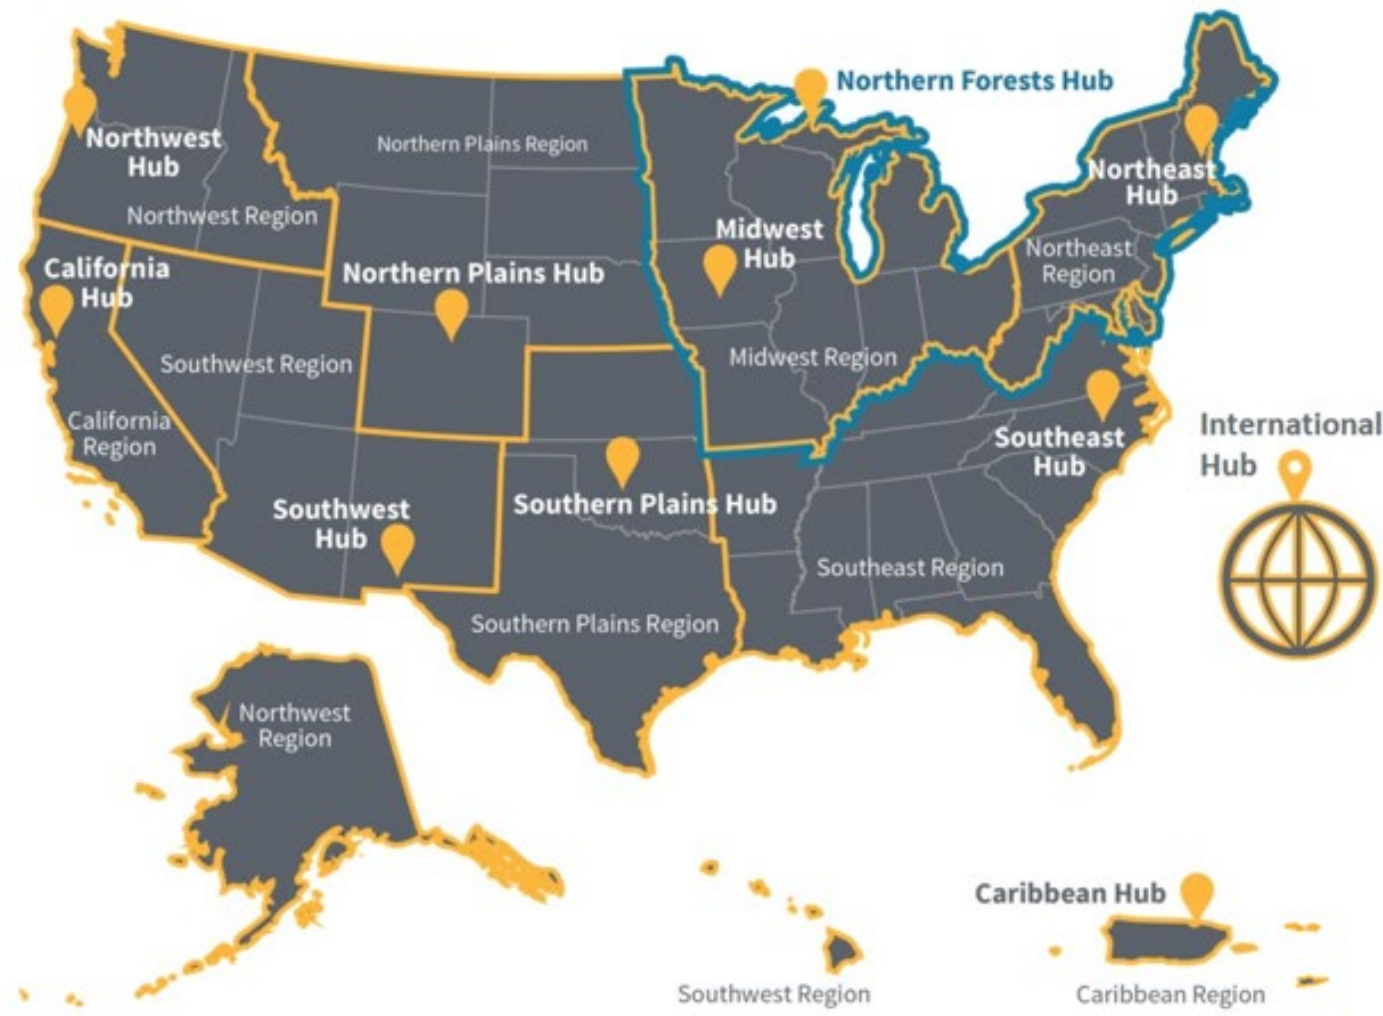 Northern Forests Hub
Northwest
Hub
Northern Plains Region
Northeast
Hub
Northwest Region
Midwest
Hub
Northeast
Region
California
Hub
Northern Plains Hub
Southwest Region
Midwest Region
California
Region
Southeast
Hub
International
Hub
Southwest
Hub
Southern Plains Hub
Southeast Region
Southern Plains Region
Northwest
Region
Caribbean Hub
Southwest Region
Caribbean Region